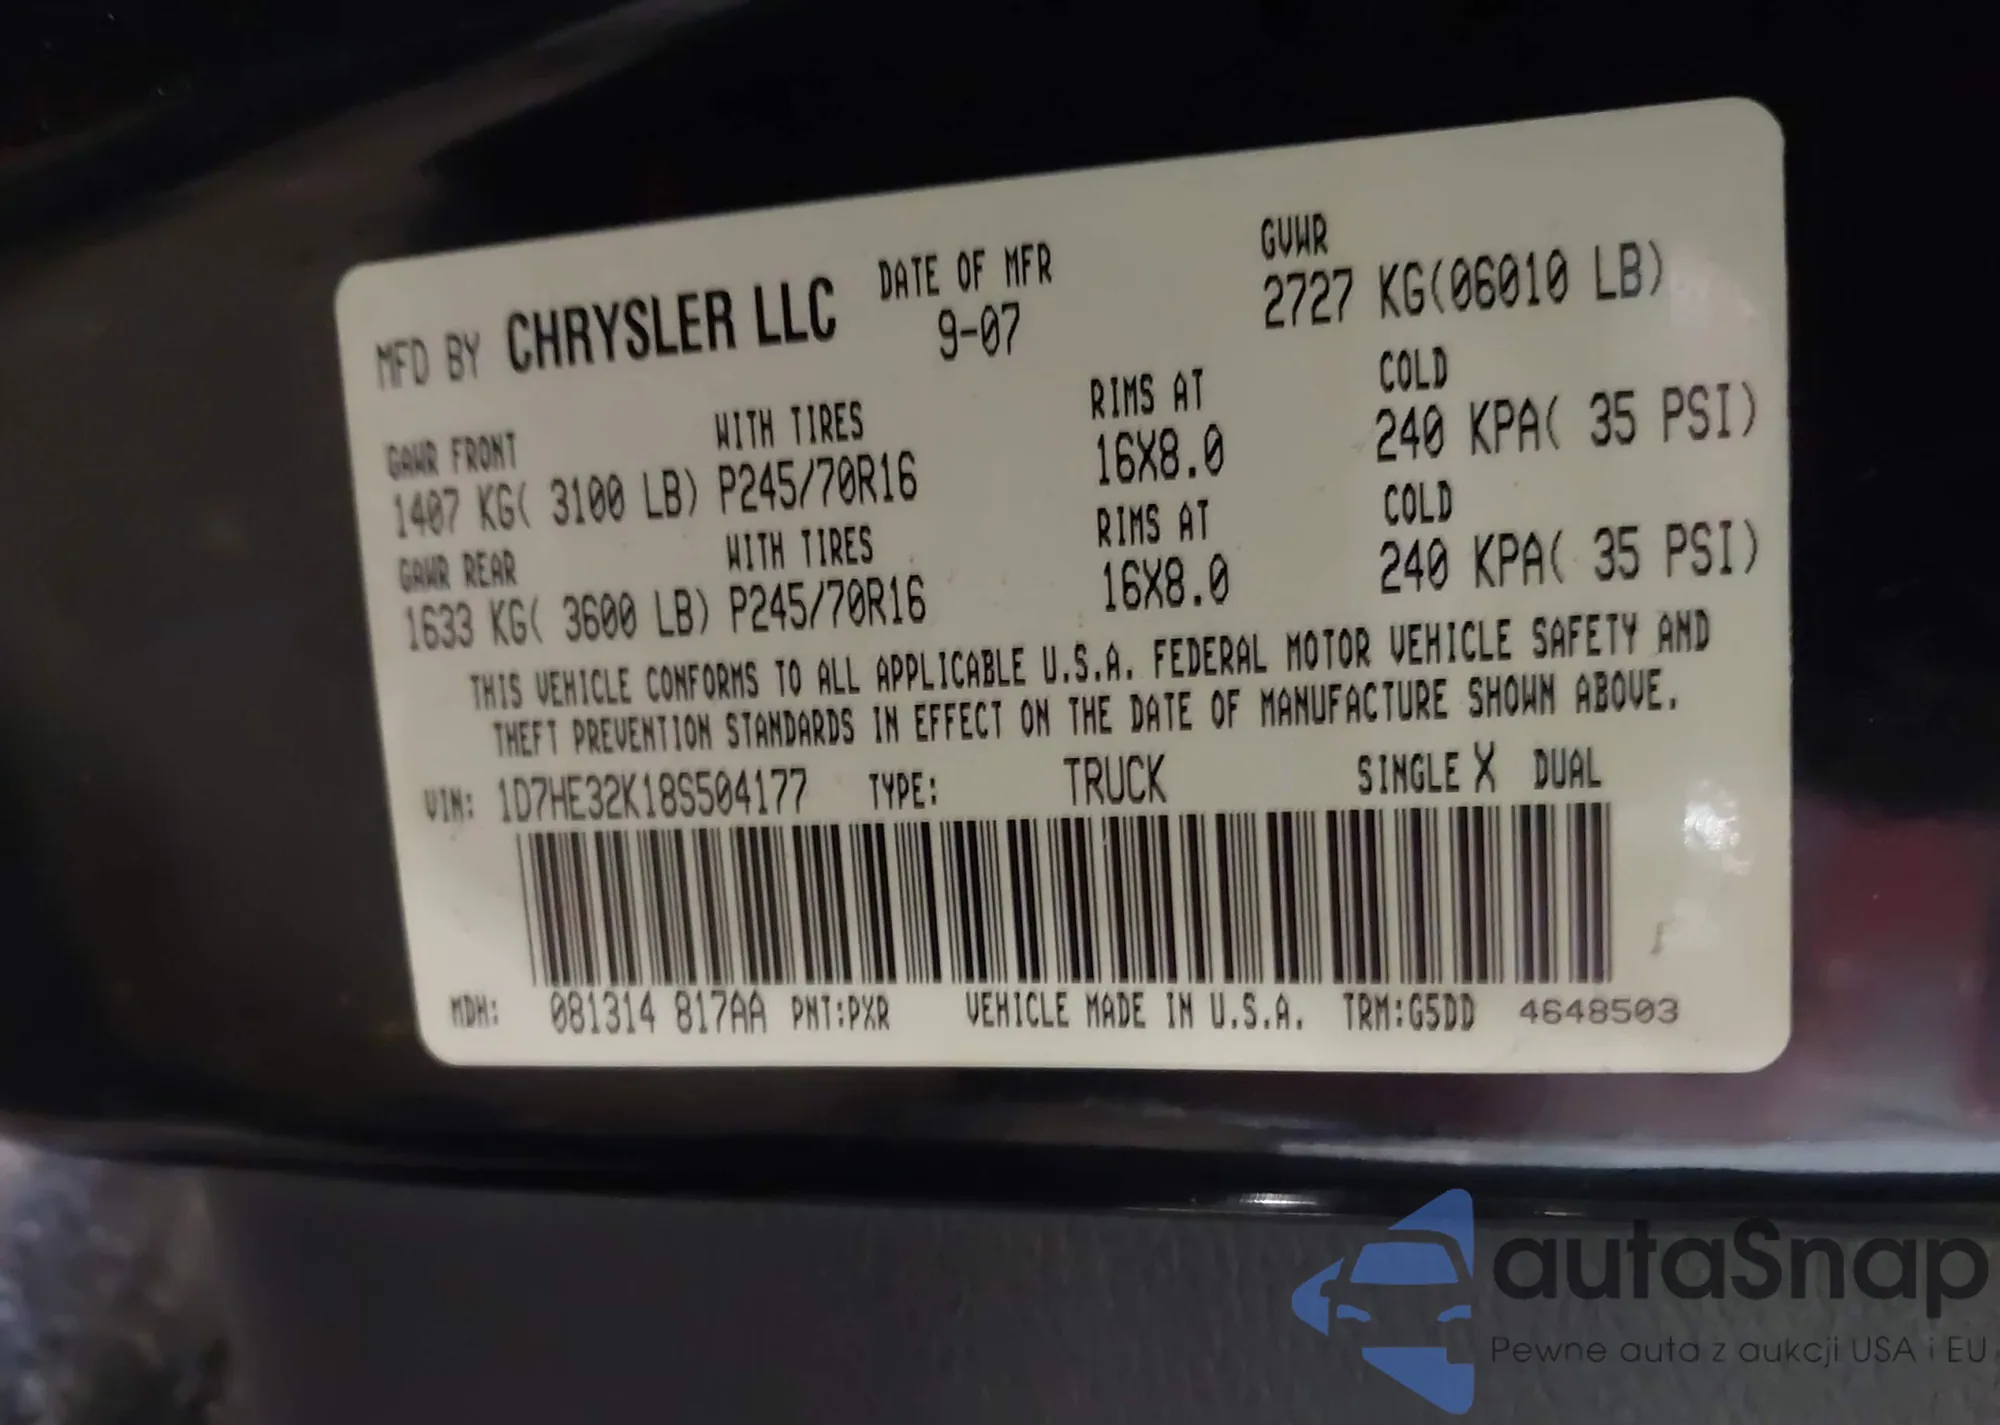 MFD BY CHRYSLER LLC DATE OF MFR GVWR
9-07 2727 KG(06010 LB)
GAWR FRONT WITH TIRES RIMS AT COLD
1407 KG( 3100 LB) P245/70R16 16X8.0 240 KPA( 35 PSI)
GAWR REAR WITH TIRES RIMS AT COLD
1633 KG( 3600 LB) P245/70R16 16X8.0 240 KPA( 35 PSI)
THIS VEHICLE CONFORMS TO ALL APPLICABLE U.S.A. FEDERAL MOTOR VEHICLE SAFETY AND
THEFT PREVENTION STANDARDS IN EFFECT ON THE DATE OF MANUFACTURE SHOWN ABOVE.
VIN: 1D7HE32K18S504177 TYPE: TRUCK SINGLE X DUAL
MDH: 081314 817AA PNT:PXR VEHICLE MADE IN U.S.A. TRM:G5DD 4648503
autaSnap
Pewne auta z aukcji USA i EU